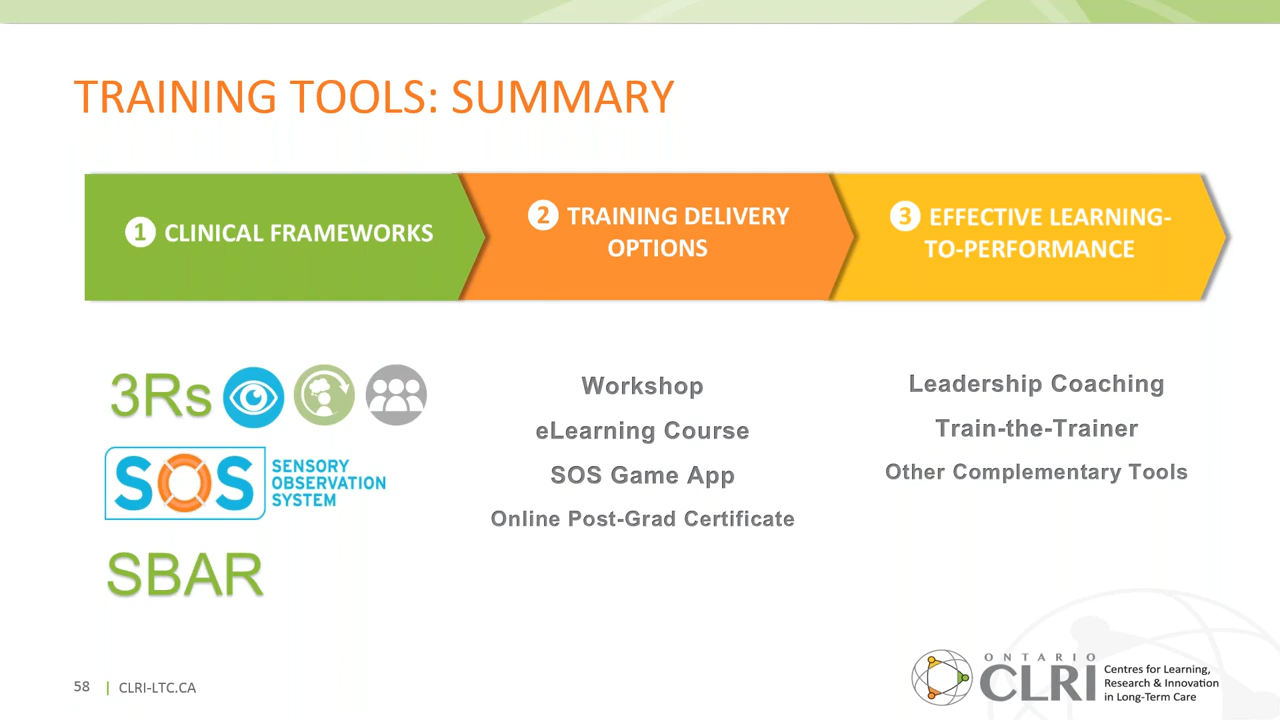 TRAINING TOOLS: SUMMARY
1 CLINICAL FRAMEWORKS
2 TRAINING DELIVERY
OPTIONS
3 EFFECTIVE LEARNING-
TO-PERFORMANCE
3Rs
SOS SENSORY
OBSERVATION
SYSTEM
SBAR
Workshop
eLearning Course
SOS Game App
Online Post-Grad Certificate
Leadership Coaching
Train-the-Trainer
Other Complementary Tools
58 | CLRI-LTC.CA
ONTARIO
CLRI
Centres for Learning,
Research & Innovation
in Long-Term Care